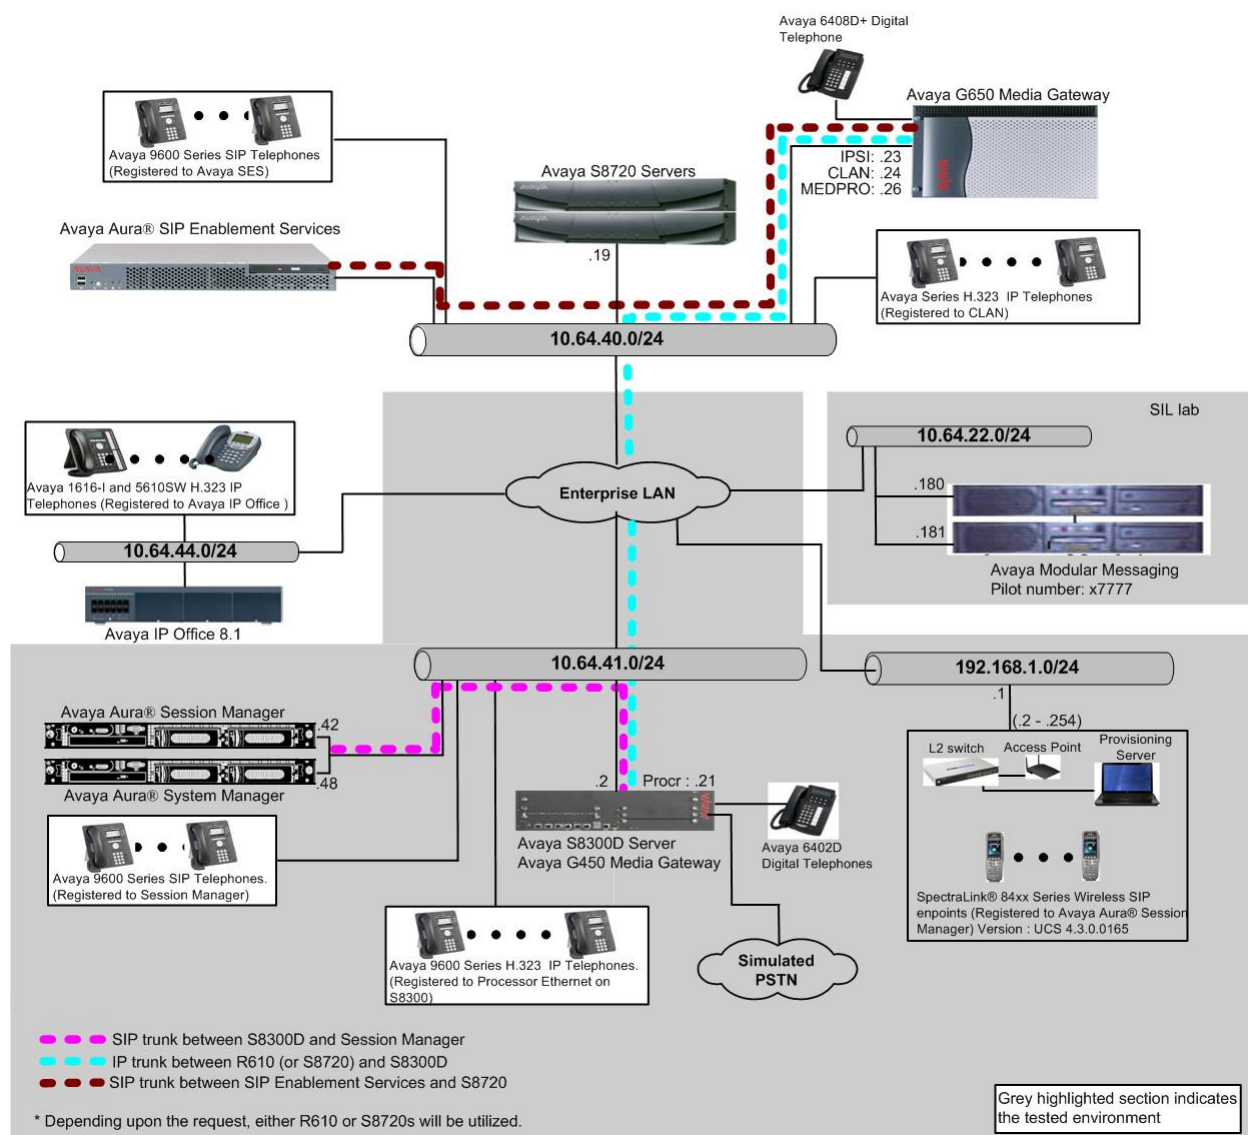 Avaya 6408D+ Digital
Telephone
Avaya G650 Media Gateway
Avaya 9600 Series SIP Telephones
(Registered to Avaya SES)
Avaya S8720 Servers
IPSI: .23
CLAN: .24
MEDPRO: .26
Avaya Aura® SIP Enablement Services
.19
Avaya Series H.323 IP Telephones
(Registered to CLAN)
10.64.40.0/24
SIL lab
10.64.22.0/24
Avaya 1616-I and 5610SW H.323 IP
Telephones (Registered to Avaya IP Office )
Enterprise LAN
.180
.181
10.64.44.0/24
Avaya Modular Messaging
Pilot number: x7777
Avaya IP Office 8.1
10.64.41.0/24
192.168.1.0/24
.1
(.2 - .254)
Avaya Aura® Session Manager
.42
Avaya Aura® System Manager
.48
L2 switch
Access Point
Provisioning
Server
.2
Procr : .21
Avaya S8300D Server
Avaya G450 Media Gateway
Avaya 6402D
Digital Telephones
Avaya 9600 Series SIP Telephones.
(Registered to Session Manager)
SpectraLink® 84xx Series Wireless SIP
enpoints (Registered to Avaya Aura® Session
Manager) Version : UCS 4.3.0.0165
Avaya 9600 Series H.323 IP Telephones.
(Registered to Processor Ethernet on
S8300)
Simulated
PSTN
SIP trunk between S8300D and Session Manager
IP trunk between R610 (or S8720) and S8300D
SIP trunk between SIP Enablement Services and S8720
* Depending upon the request, either R610 or S8720s will be utilized.
Grey highlighted section indicates
the tested environment